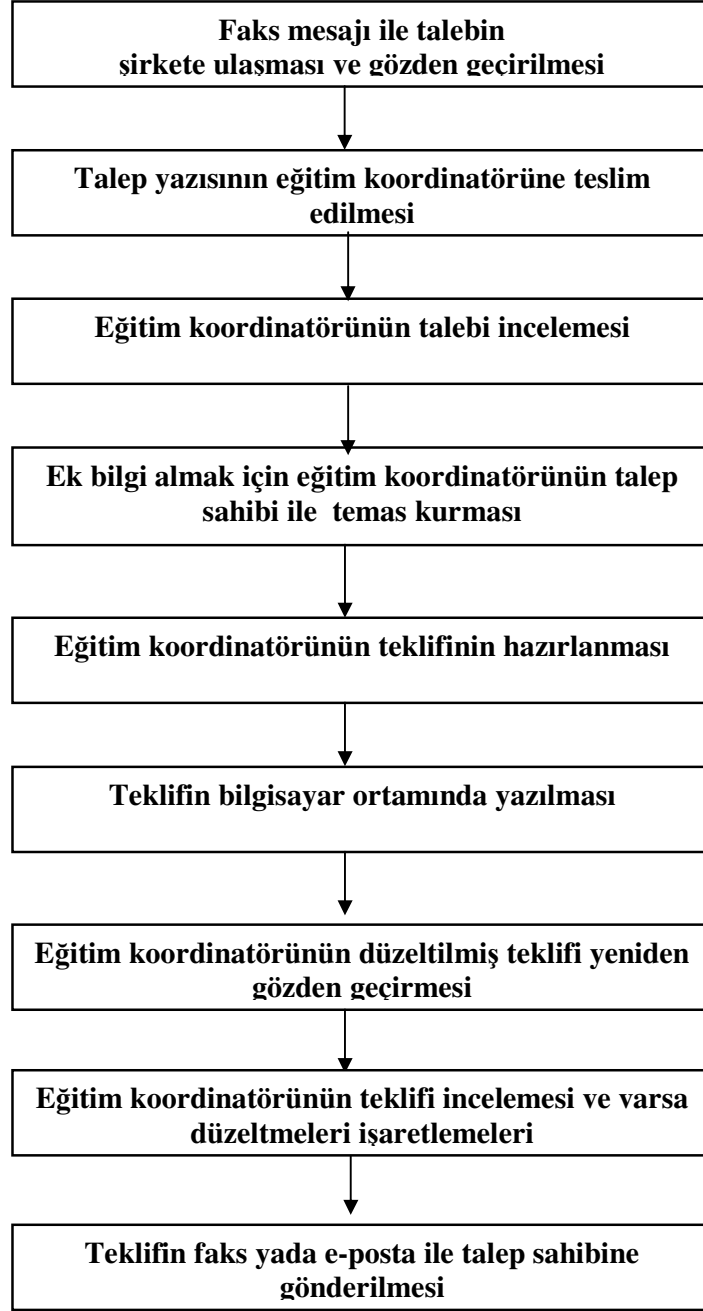 Faks mesajı ile talebin
şirkete ulaşması ve gözden geçirilmesi
Talep yazısının eğitim koordinatörüne teslim
edilmesi
Eğitim koordinatörünün talebi incelemesi
Ek bilgi almak için eğitim koordinatörünün talep
sahibi ile temas kurması
Eğitim koordinatörünün teklifinin hazırlanması
Teklifin bilgisayar ortamında yazılması
Eğitim koordinatörünün düzeltilmiş teklifi yeniden
gözden geçirmesi
Eğitim koordinatörünün teklifi incelemesi ve varsa
düzeltmeleri işaretlemeleri
Teklifin faks yada e-posta ile talep sahibine
gönderilmesi